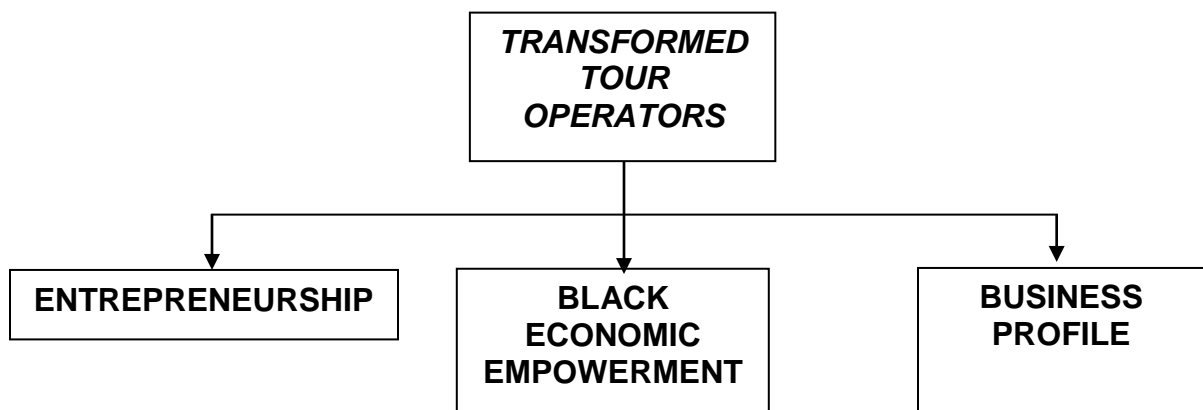 TRANSFORMED
TOUR
OPERATORS
ENTREPRENEURSHIP
BLACK
ECONOMIC
EMPOWERMENT
BUSINESS
PROFILE